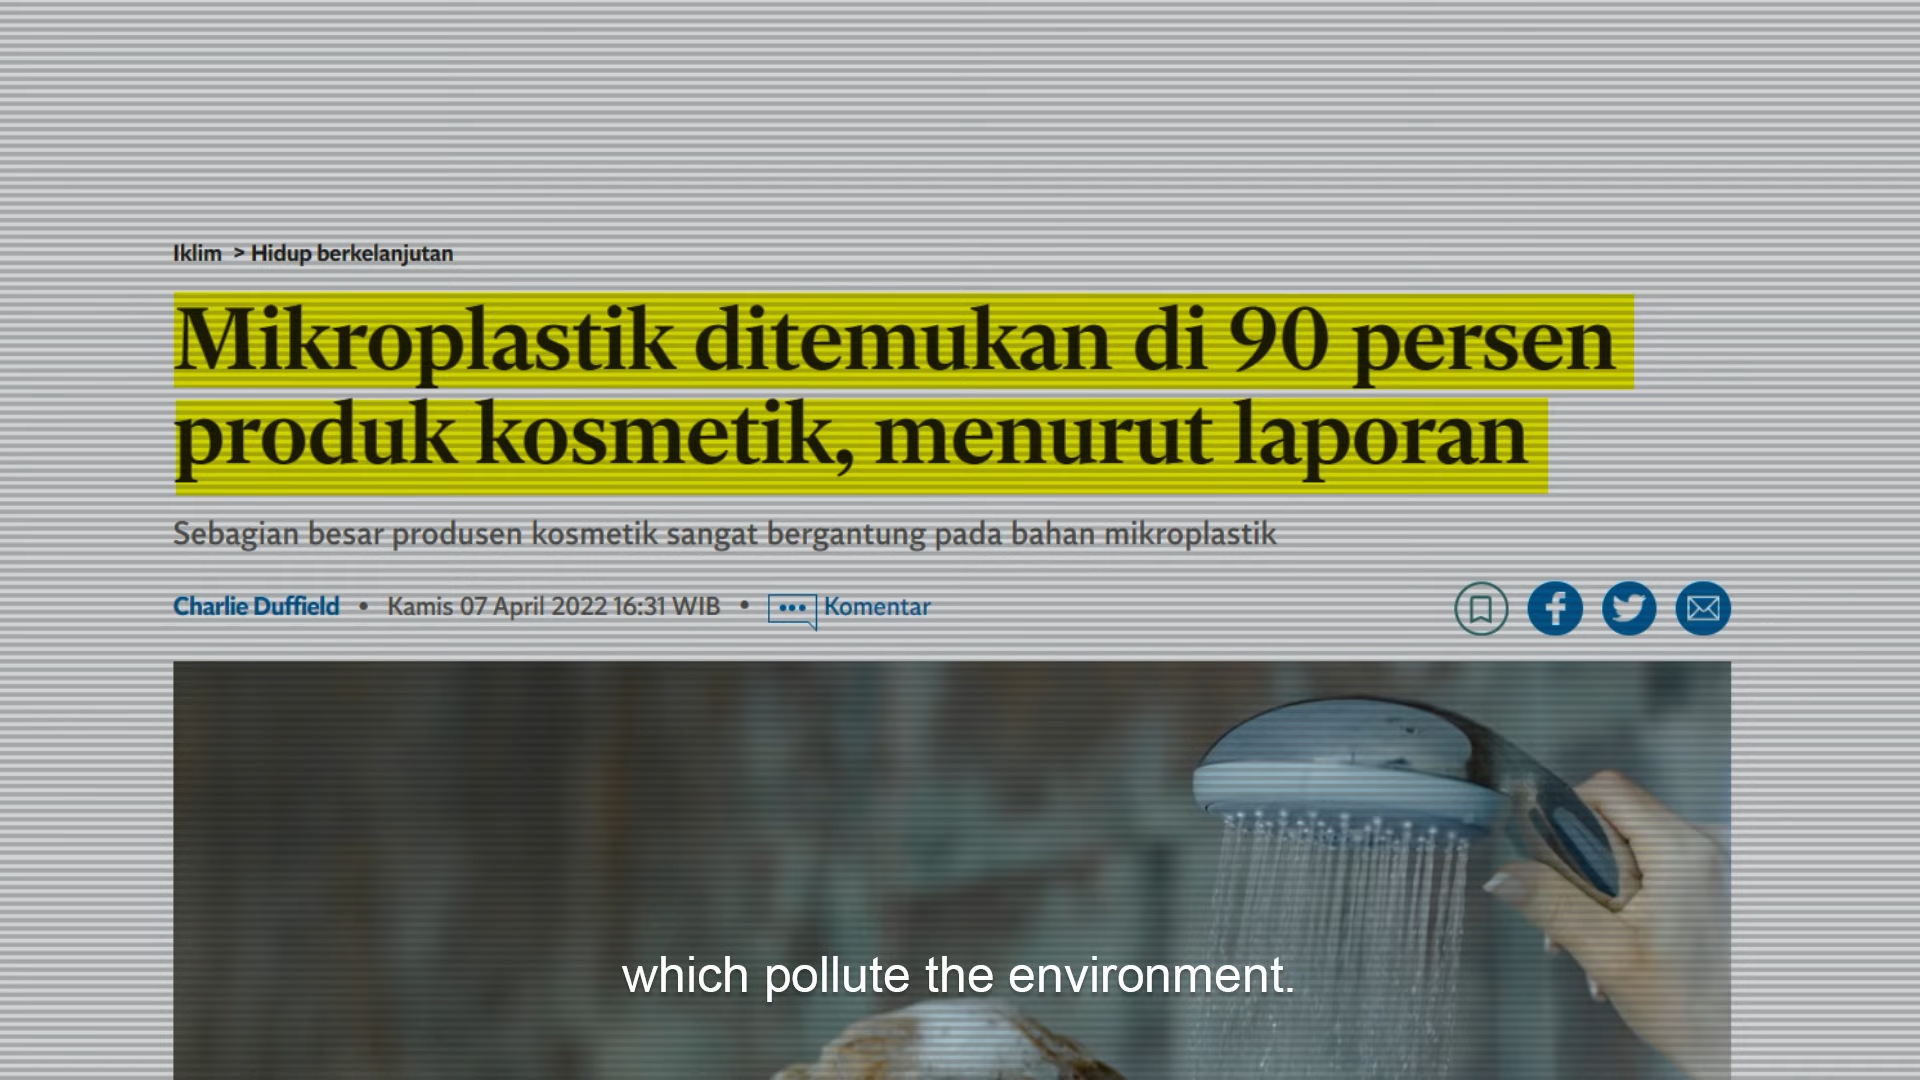 Iklim > Hidup berkelanjutan
Mikroplastik ditemukan di 90 persen
produk kosmetik, menurut laporan
Sebagian besar produsen kosmetik sangat bergantung pada bahan mikroplastik
Charlie Duffield • Kamis 07 April 2022 16:31 WIB • Komentar
which pollute the environment.